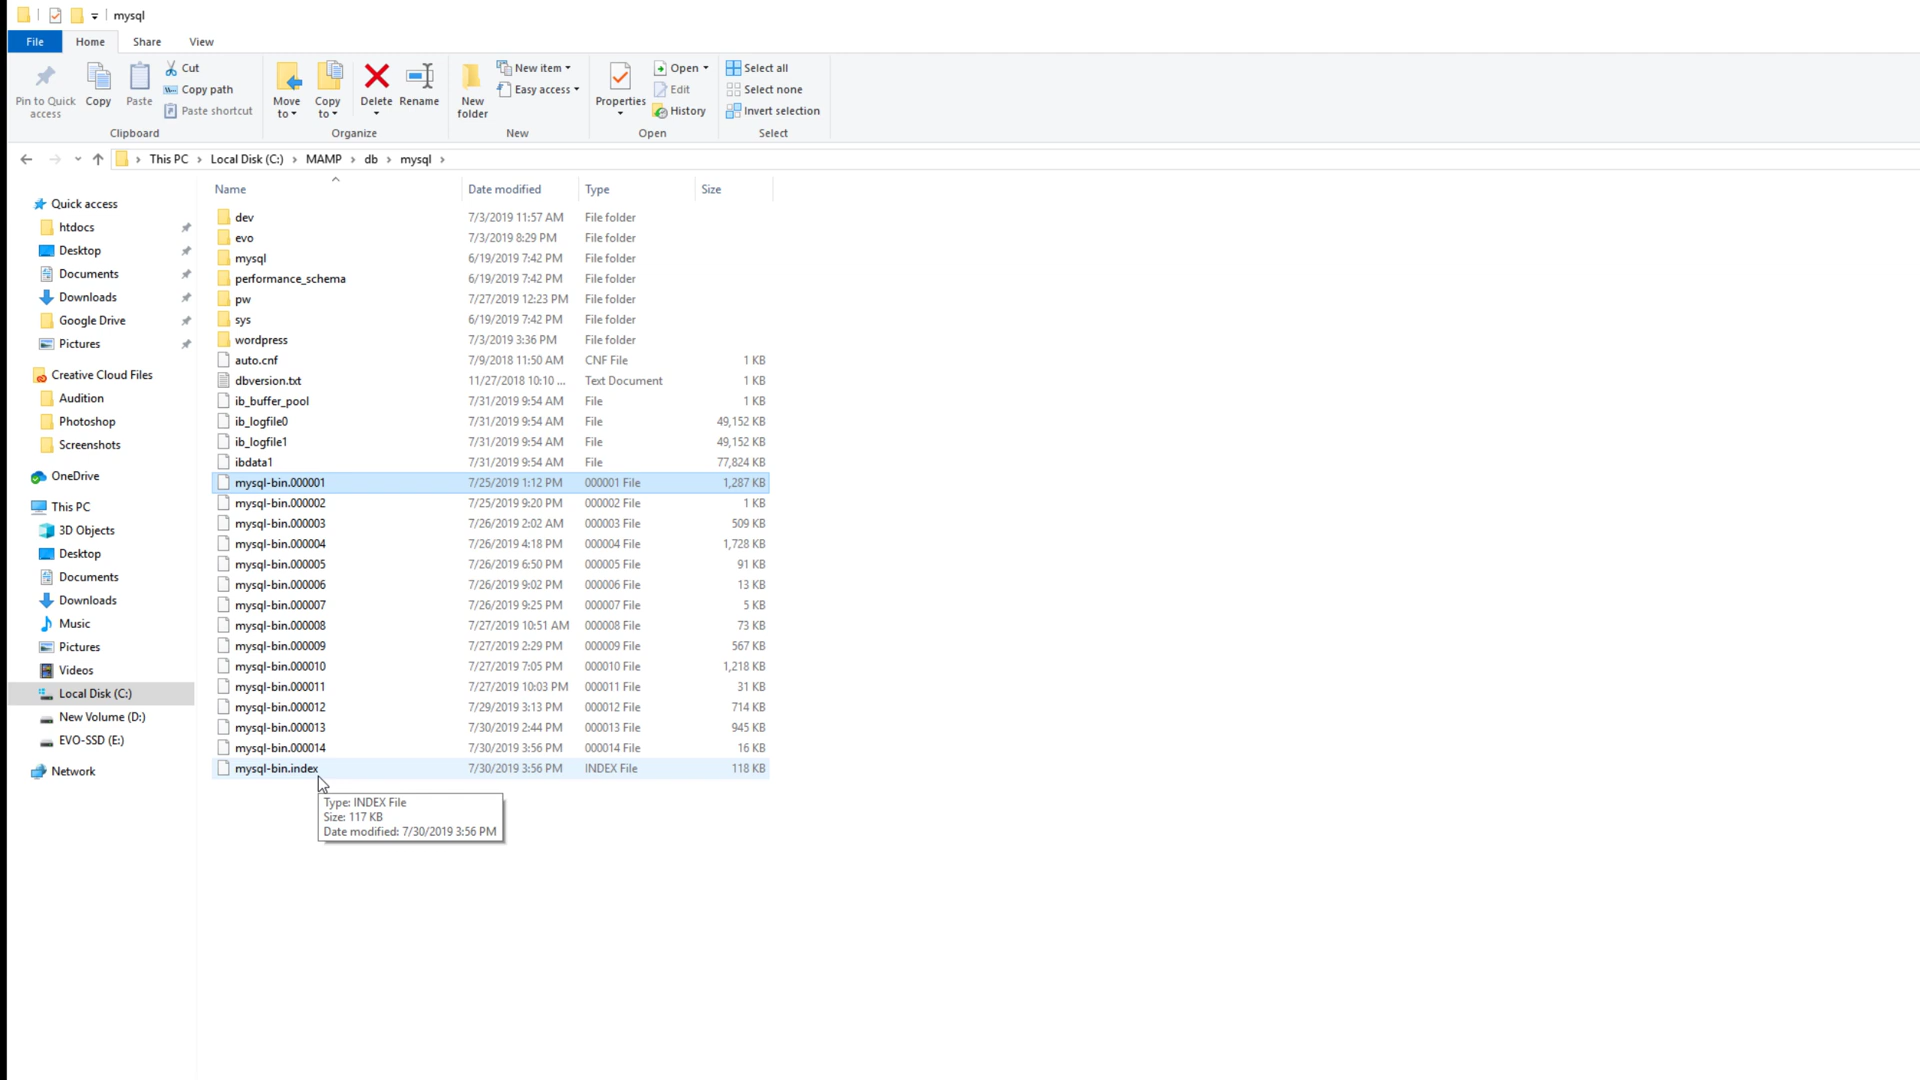 mysql
File Home Share View
Pin to Quick access
Copy
Paste
Cut
Copy path
Paste shortcut
Clipboard
Move to
Copy to
Delete
Rename
Organize
New folder
New item
Easy access
New
Properties
Open
Edit
History
Open
Select all
Select none
Invert selection
Select
This PC › Local Disk (C:) › MAMP › db › mysql ›
Quick access
htdocs
Desktop
Documents
Downloads
Google Drive
Pictures
Creative Cloud Files
Audition
Photoshop
Screenshots
OneDrive
This PC
3D Objects
Desktop
Documents
Downloads
Music
Pictures
Videos
Local Disk (C:)
New Volume (D:)
EVO-SSD (E:)
Network
Name Date modified Type Size
dev 7/3/2019 11:57 AM File folder
evo 7/3/2019 8:29 PM File folder
mysql 6/19/2019 7:42 PM File folder
performance_schema 6/19/2019 7:42 PM File folder
pw 7/27/2019 12:23 PM File folder
sys 6/19/2019 7:42 PM File folder
wordpress 7/3/2019 3:36 PM File folder
auto.cnf 7/9/2018 11:50 AM CNF File 1 KB
dbversion.txt 11/27/2018 10:10 ... Text Document 1 KB
ib_buffer_pool 7/31/2019 9:54 AM File 1 KB
ib_logfile0 7/31/2019 9:54 AM File 49,152 KB
ib_logfile1 7/31/2019 9:54 AM File 49,152 KB
ibdata1 7/31/2019 9:54 AM File 77,824 KB
mysql-bin.000001 7/25/2019 1:12 PM 000001 File 1,287 KB
mysql-bin.000002 7/25/2019 9:20 PM 000002 File 1 KB
mysql-bin.000003 7/26/2019 2:02 AM 000003 File 509 KB
mysql-bin.000004 7/26/2019 4:18 PM 000004 File 1,728 KB
mysql-bin.000005 7/26/2019 6:50 PM 000005 File 91 KB
mysql-bin.000006 7/26/2019 9:02 PM 000006 File 13 KB
mysql-bin.000007 7/26/2019 9:25 PM 000007 File 5 KB
mysql-bin.000008 7/27/2019 10:51 AM 000008 File 73 KB
mysql-bin.000009 7/27/2019 2:29 PM 000009 File 567 KB
mysql-bin.000010 7/27/2019 7:05 PM 000010 File 1,218 KB
mysql-bin.000011 7/27/2019 10:03 PM 000011 File 31 KB
mysql-bin.000012 7/29/2019 3:13 PM 000012 File 714 KB
mysql-bin.000013 7/30/2019 2:44 PM 000013 File 945 KB
mysql-bin.000014 7/30/2019 3:56 PM 000014 File 16 KB
mysql-bin.index 7/30/2019 3:56 PM INDEX File 118 KB
Type: INDEX File
Size: 117 KB
Date modified: 7/30/2019 3:56 PM